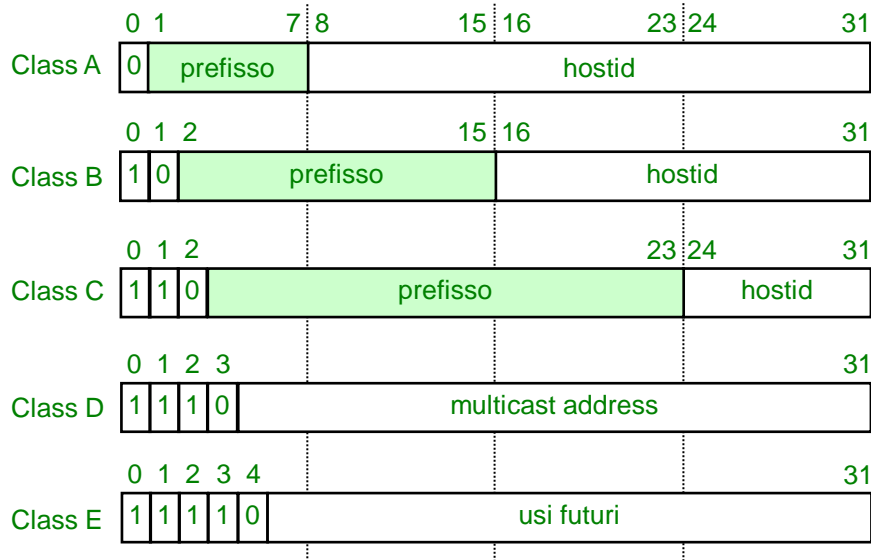 0 1 7 8 15 16 23 24 31
Class A 0 prefisso hostid
0 1 2 15 16 31
Class B 1 0 prefisso hostid
0 1 2 23 24 31
Class C 1 1 0 prefisso hostid
0 1 2 3 31
Class D 1 1 1 0 multicast address
0 1 2 3 4 31
Class E 1 1 1 1 0 usi futuri